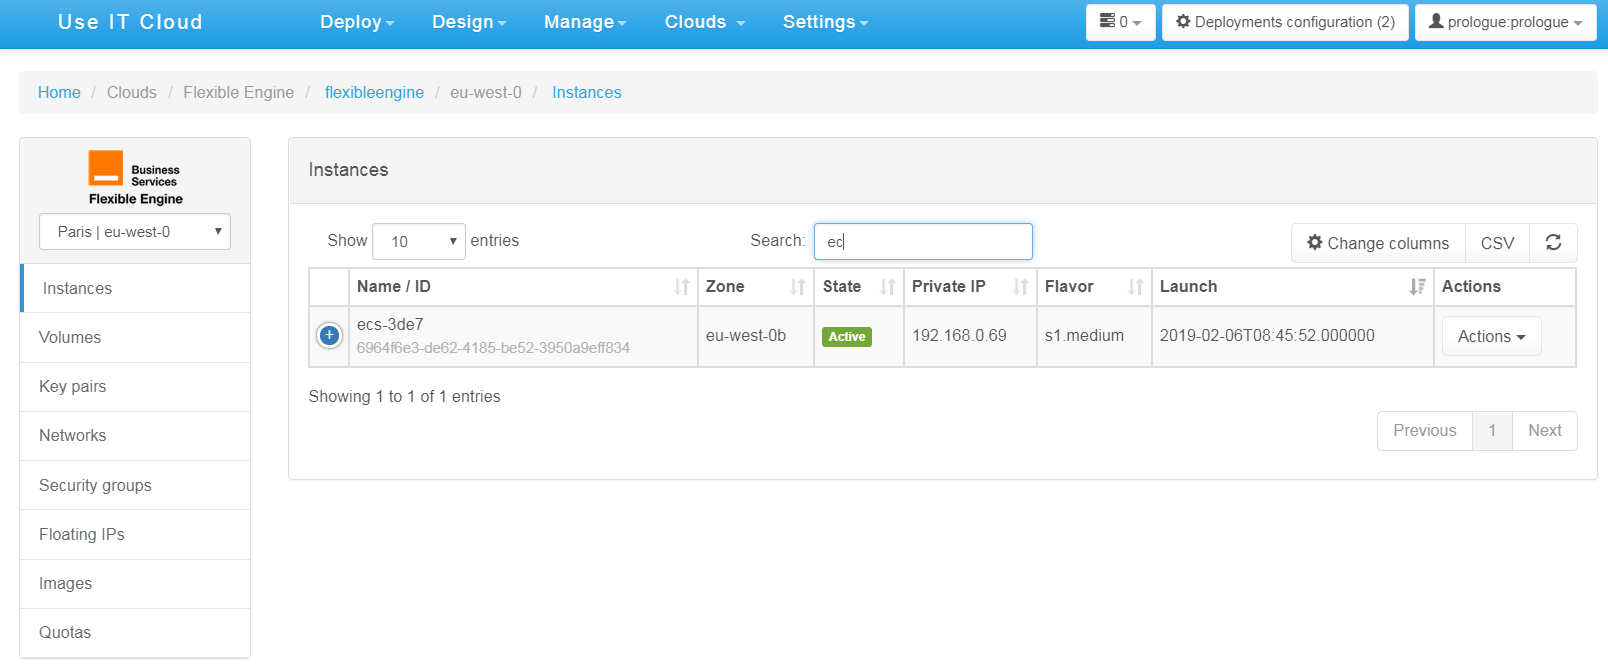 Use IT Cloud Deploy Design Manage Clouds Settings 0 Deployments configuration (2) prologue:prologue
Home / Clouds / Flexible Engine / flexibleengine / eu-west-0 / Instances
Business
Services
Flexible Engine
Paris | eu-west-0
Instances
Volumes
Key pairs
Networks
Security groups
Floating IPs
Images
Quotas
Instances
Show 10 entries Search: ec Change columns CSV
Name / ID Zone State Private IP Flavor Launch Actions
ecs-3de7
6964f6e3-de62-4185-be52-3950a9eff834
eu-west-0b Active 192.168.0.69 s1.medium 2019-02-06T08:45:52.000000 Actions
Showing 1 to 1 of 1 entries
Previous 1 Next